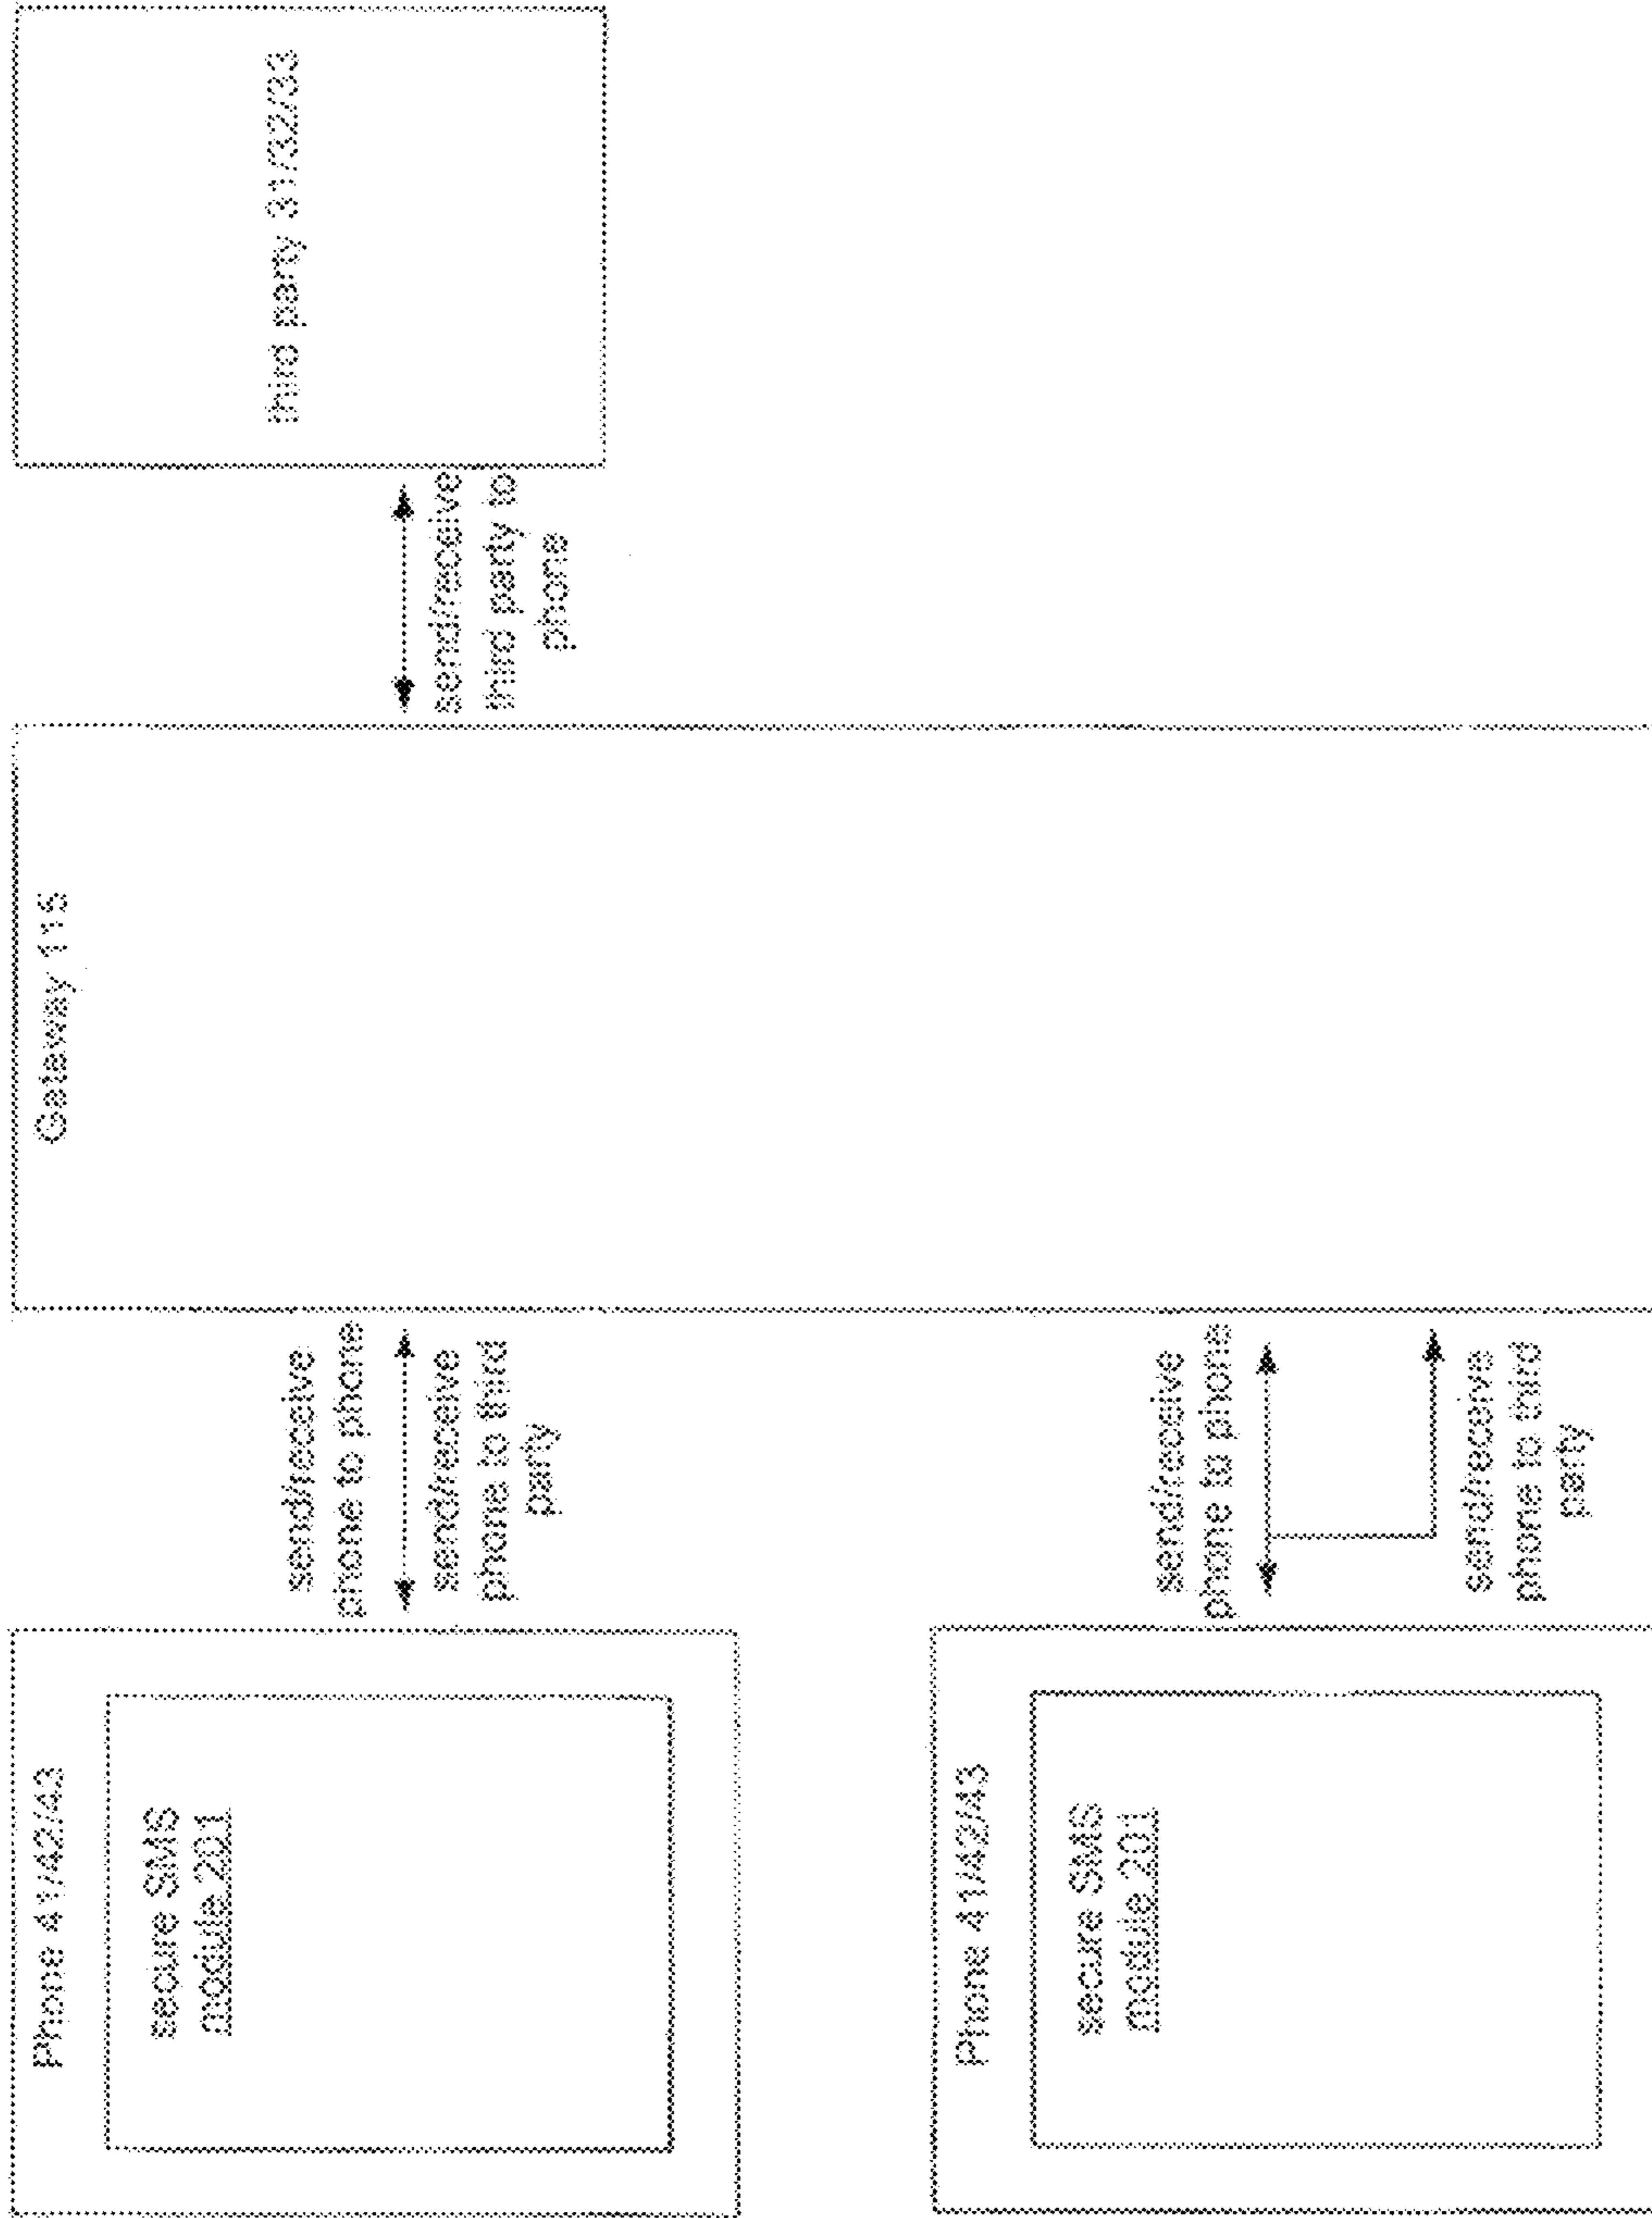 Phone 41/42/43
secure SMS
module 201
send/receive
phone to phone
send/receive
phone to third
party
Gateway 115
send/receive
third party to
phone
third party 31/32/33
Phone 41/42/43
secure SMS
module 201
send/receive
phone to phone
send/receive
phone to third
party